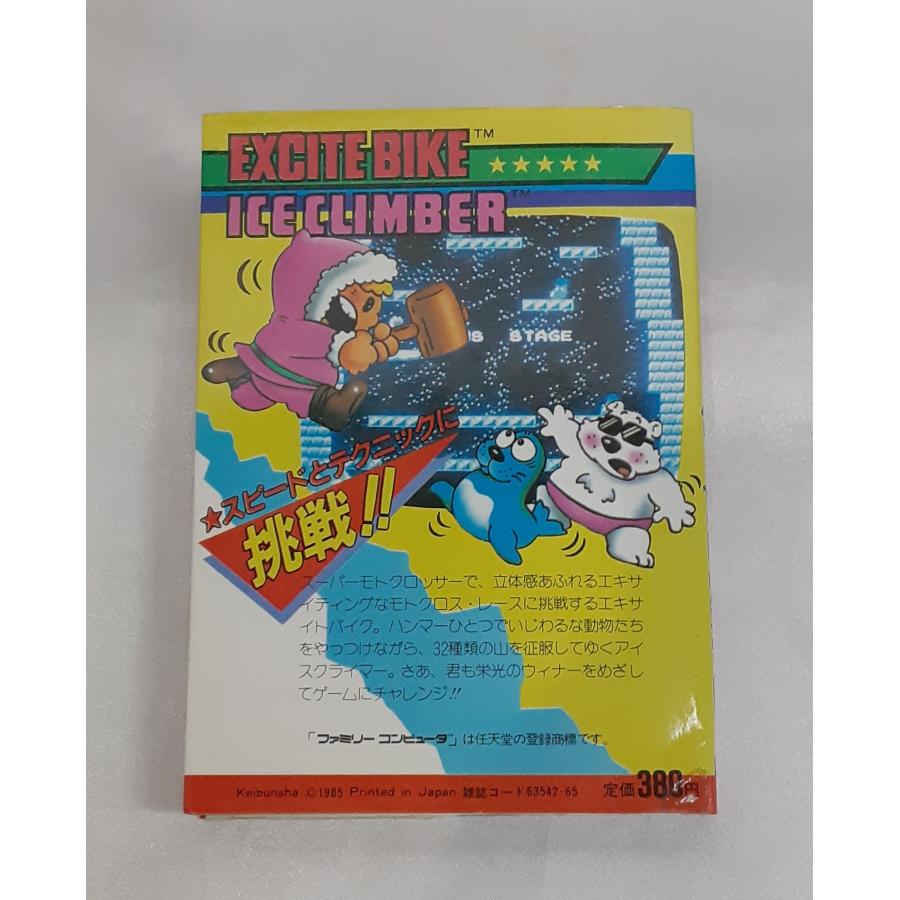 EXCITE BIKE™
★★★★★
ICE CLIMBER™
STAGE
★スピードとテクニックに
挑戦!!
スーパーモトクロッサーで、立体感あふれるエキサ
イティングなモトクロス・レースに挑戦するエキサ
イトバイク。ハンマーひとつでいじわるな動物たち
をやっつけながら、32種類の山を征服してゆくアイ
スクライマー。さあ、君も栄光のウィナーをめざし
てゲームにチャレンジ!!
「ファミリーコンピュータ™」は任天堂の登録商標です。
Keibunsha ©1985 Printed in Japan 雑誌コード63542-65 定価380円